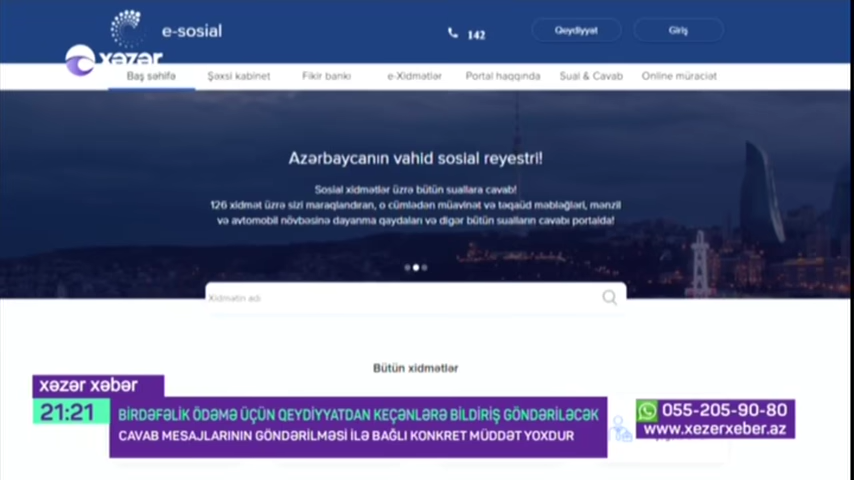 e-sosial
142
Qeydiyyat
Giriş
xəzər
Baş səhifə
Şəxsi kabinet
Fikir bankı
e-Xidmətlər
Portal haqqında
Sual & Cavab
Online müraciət
Azərbaycanın vahid sosial reyestri!
Sosial xidmətlər üzrə bütün suallara cavab!
126 xidmət üzrə sizi maraqlandıran, o cümlədən müavinət və təqaüd məbləğləri, mənzil
və avtomobil növbəsinə dayanma qaydaları və digər bütün sualların cavabı portalda!
Xidmətin adı
Bütün xidmətlər
xəzər xəbər
21:21
BİRDƏFƏLİK ÖDƏMƏ ÜÇÜN QEYDİYYATDAN KEÇƏNLƏRƏ BİLDİRİŞ GÖNDƏRİLƏCƏK
CAVAB MESAJLARININ GÖNDƏRİLMƏSİ İLƏ BAĞLI KONKRET MÜDDƏT YOXDUR
055-205-90-80
www.xezerxeber.az